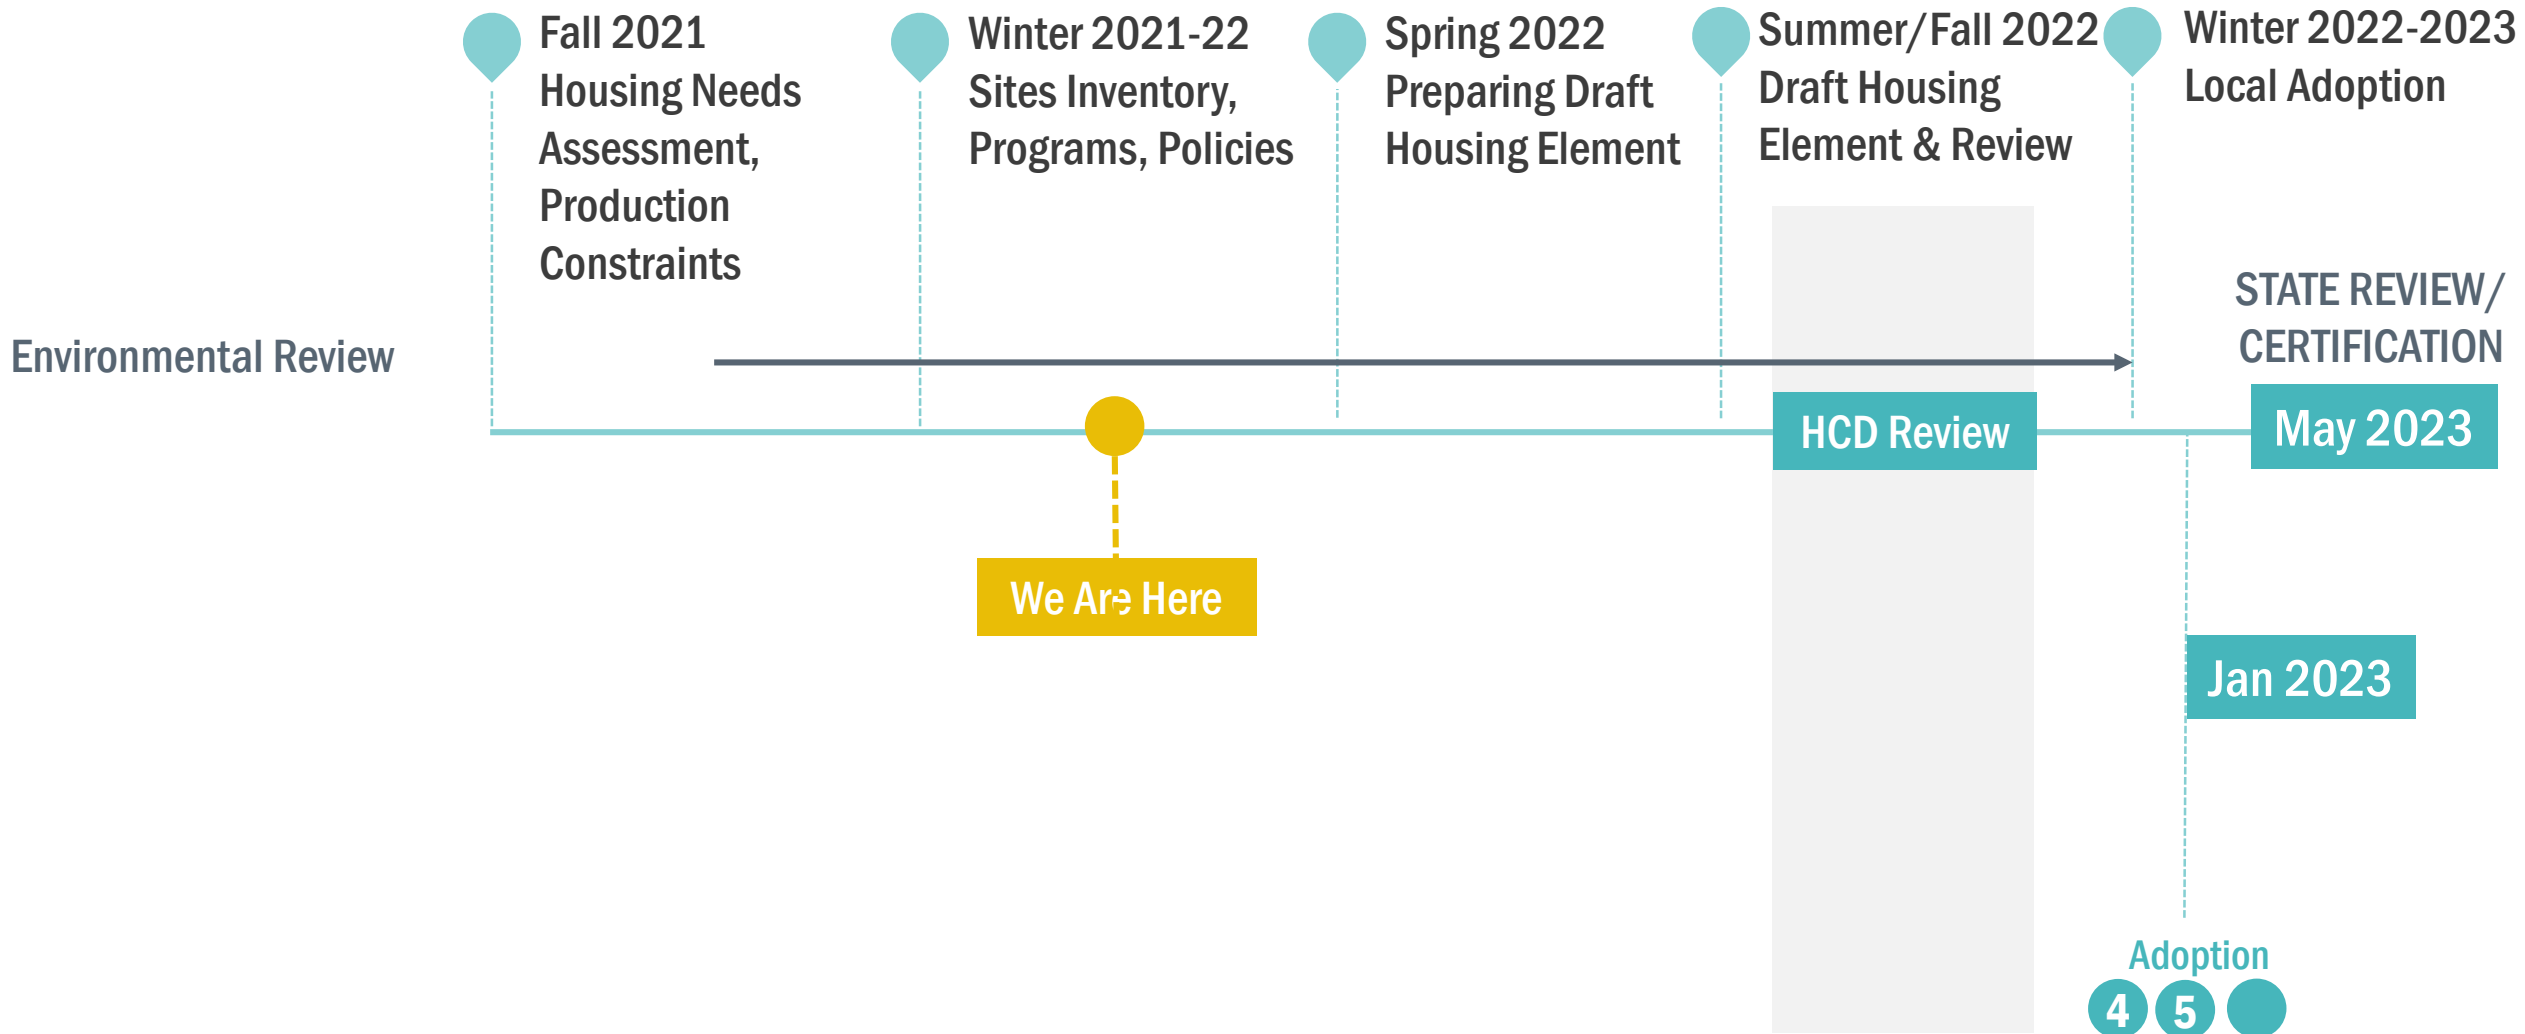 Fall 2021
Housing Needs
Assessment,
Production
Constraints
Winter 2021-22
Sites Inventory,
Programs, Policies
Spring 2022
Preparing Draft
Housing Element
Summer/Fall 2022
Draft Housing
Element & Review
Winter 2022-2023
Local Adoption
STATE REVIEW/
CERTIFICATION
Environmental Review
HCD Review
May 2023
We Are Here
Jan 2023
Adoption
4 5